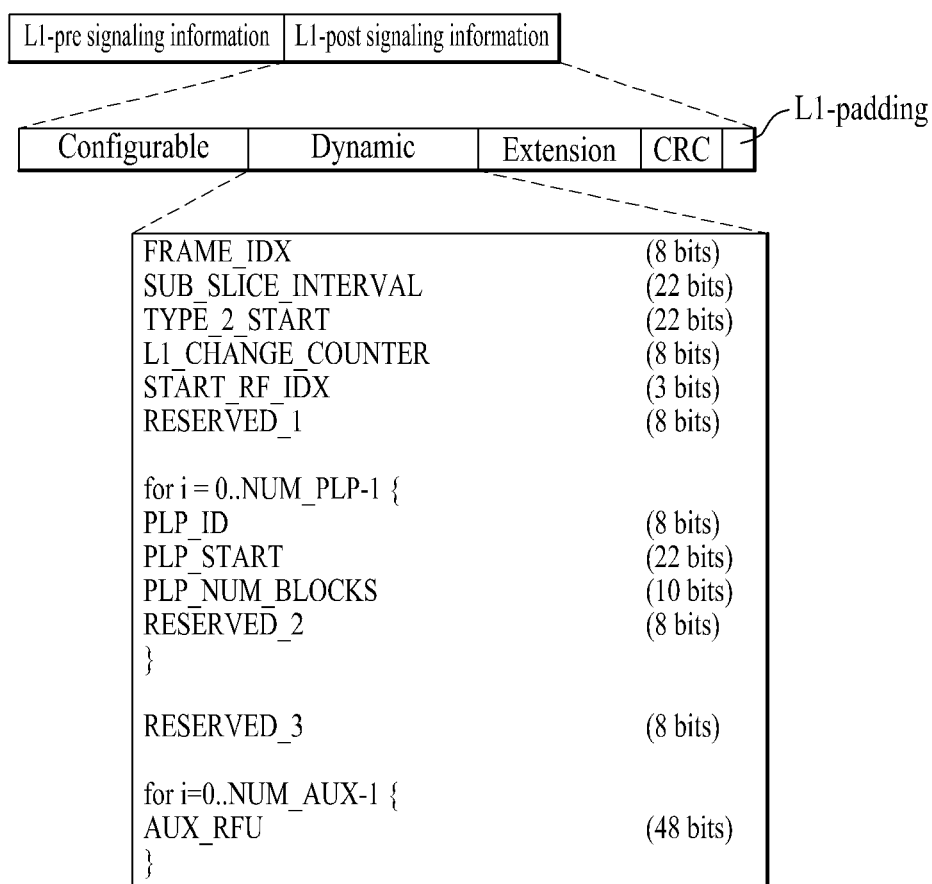 L1-pre signaling information L1-post signaling information
L1-padding
Configurable Dynamic Extension CRC
FRAME_IDX (8 bits)
SUB_SLICE_INTERVAL (22 bits)
TYPE_2_START (22 bits)
L1_CHANGE_COUNTER (8 bits)
START_RF_IDX (3 bits)
RESERVED_1 (8 bits)
for i = 0..NUM_PLP-1 {
PLP_ID (8 bits)
PLP_START (22 bits)
PLP_NUM_BLOCKS (10 bits)
RESERVED_2 (8 bits)
}
RESERVED_3 (8 bits)
for i=0..NUM_AUX-1 {
AUX_RFU (48 bits)
}